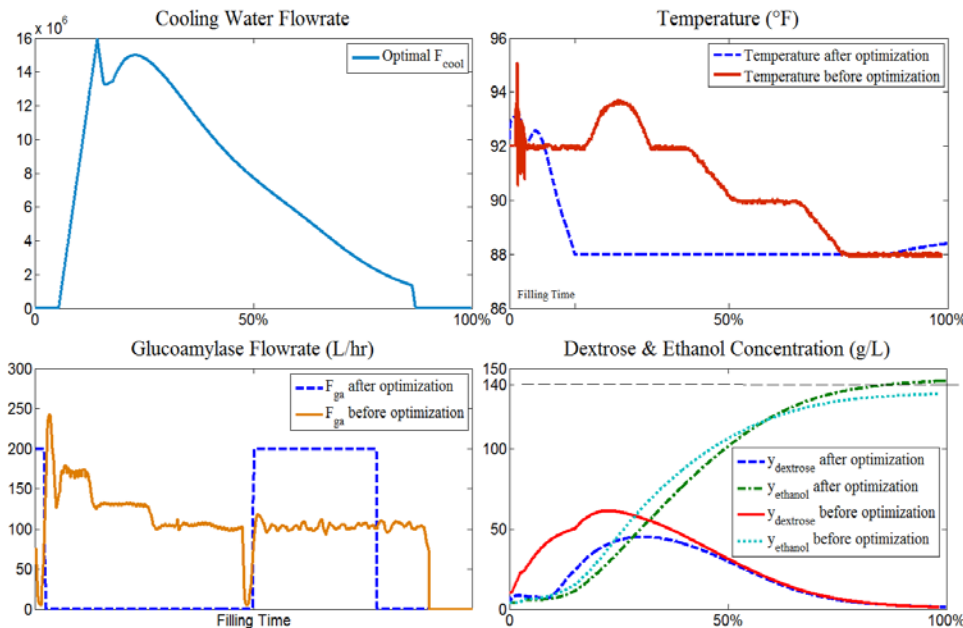 Cooling Water Flowrate
× 10^6
16
14
12
10
8
6
4
2
0
0
50%
100%
Optimal F_cool
Temperature (°F)
96
94
92
90
88
86
0
50%
100%
Temperature after optimization
Temperature before optimization
Filling Time
Glucoamylase Flowrate (L/hr)
300
250
200
150
100
50
0
0
50%
100%
F_ga after optimization
F_ga before optimization
Filling Time
Dextrose & Ethanol Concentration (g/L)
150
140
100
50
0
0
50%
100%
y_dextrose after optimization
y_ethanol after optimization
y_dextrose before optimization
y_ethanol before optimization